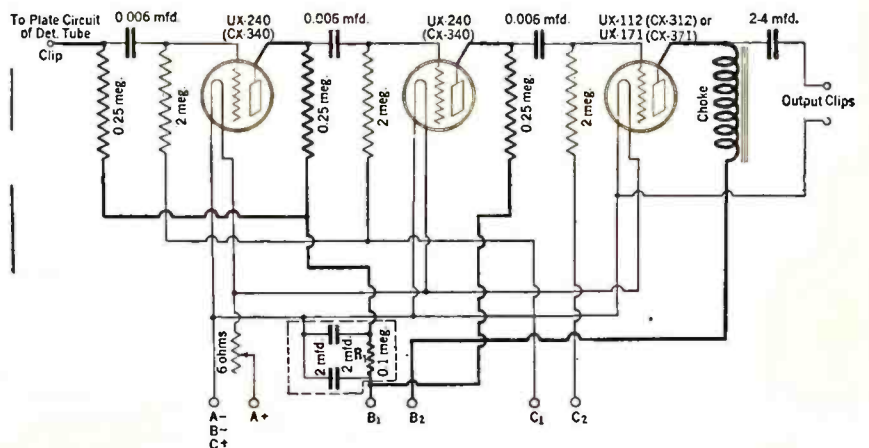 To Plate Circuit
of Det. Tube
Clip
0.006 mfd.
UX-240
(CX-340)
0.006 mfd.
UX-240
(CX-340)
0.006 mfd.
UX-112 (CX-312) or
UX-171 (CX-371)
2-4 mfd.
0.25 meg.
2 meg.
0.25 meg.
2 meg.
0.25 meg.
2 meg.
Choke
Output Clips
6 ohms
2 mfd.
2 mfd.
R₁
0.1 meg.
A-
B-
C+
A+
B₁
B₂
C₁
C₂